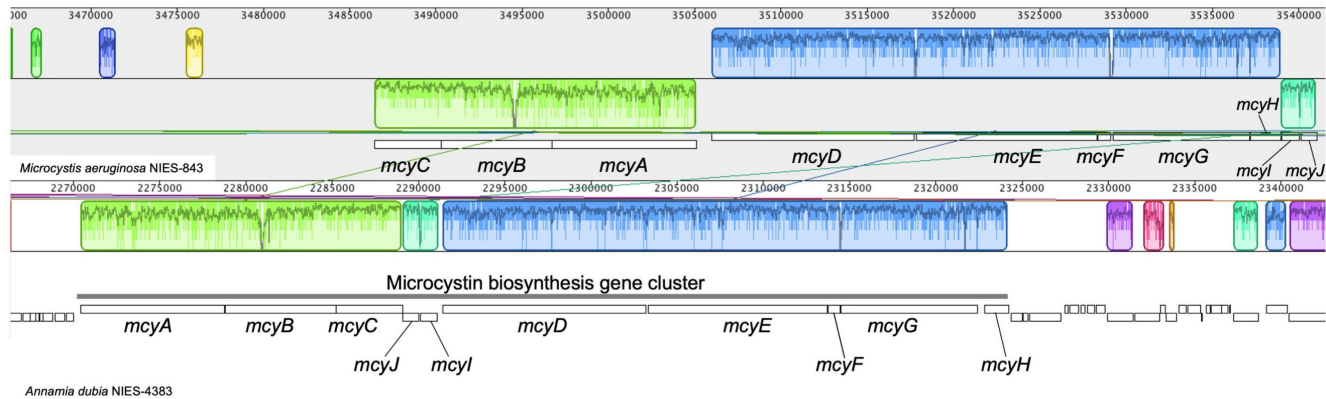 000 3470000 3475000 3480000 3485000 3490000 3495000 3500000 3505000 3510000 3515000 3520000 3525000 3530000 3535000 3540000
mcyH
mcyC mcyB mcyA mcyD mcyE mcyF mcyG
Microcystis aeruginosa NIES-843
mcyI mcyJ
2270000 2275000 2280000 2285000 2290000 2295000 2300000 2305000 2310000 2315000 2320000 2325000 2330000 2335000 2340000
Microcystin biosynthesis gene cluster
mcyA mcyB mcyC mcyD mcyE mcyG
mcyJ mcyI mcyF mcyH
Annamia dubia NIES-4383